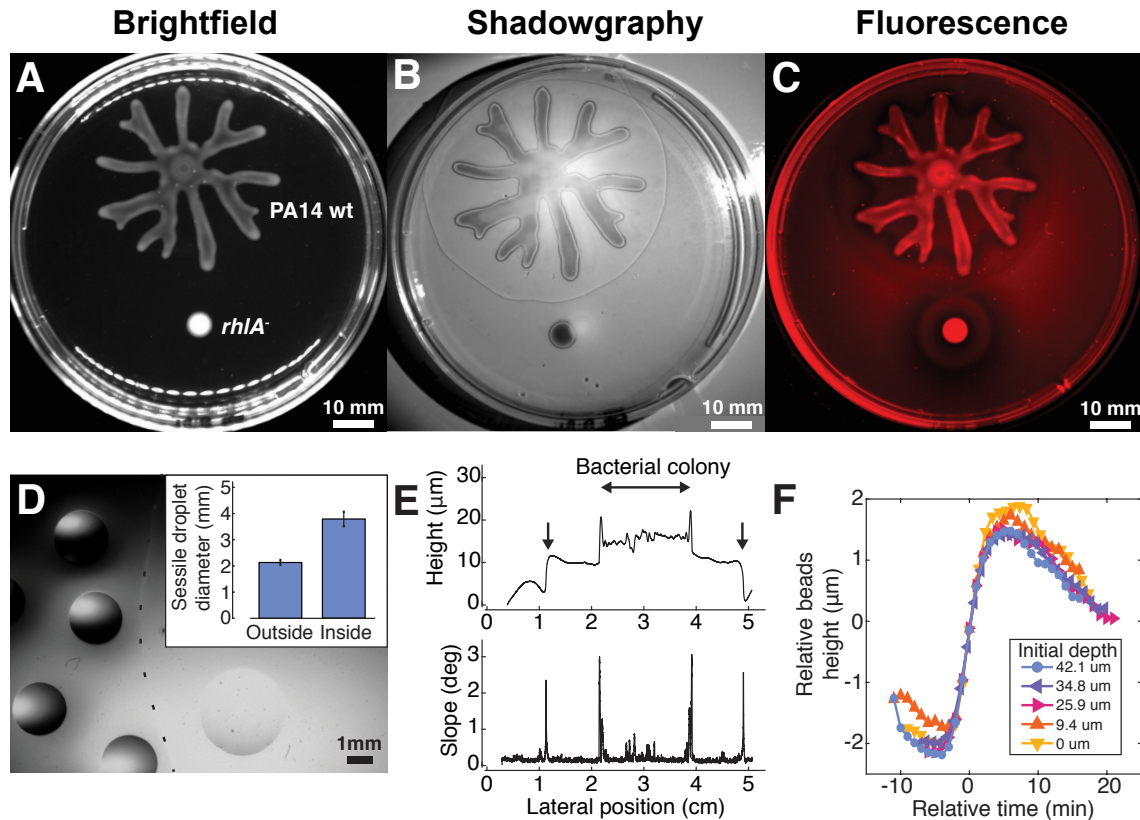 Brightfield
Shadowgraphy
Fluorescence
A
PA14 wt
rhlA-
10 mm
B
10 mm
C
10 mm
D
Sessile droplet
diameter (mm)
5
4
3
2
1
0
Outside
Inside
1mm
E
Bacterial colony
Height (μm)
30
20
10
0
0 1 2 3 4 5
Slope (deg)
3
2
1
0
0 1 2 3 4 5
Lateral position (cm)
F
Relative beads
height (μm)
2
1
0
-1
-2
Initial depth
42.1 um
34.8 um
25.9 um
9.4 um
0 um
-10 0 10 20
Relative time (min)